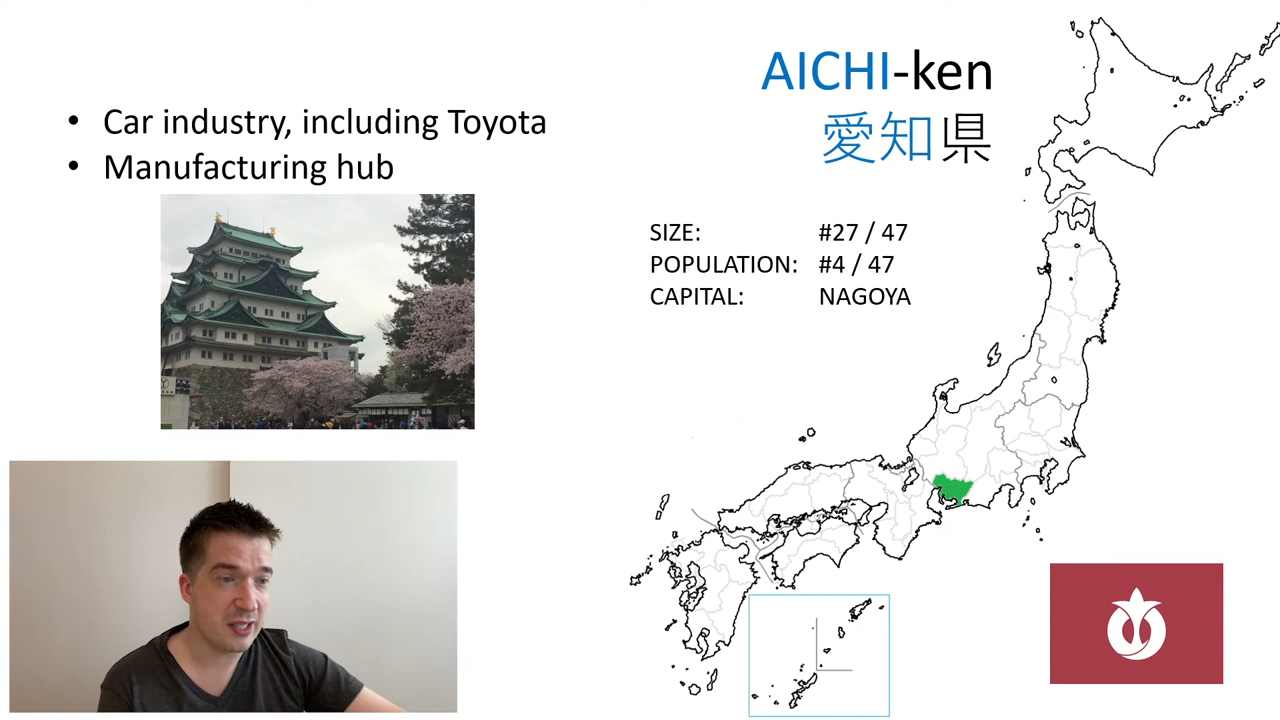 • Car industry, including Toyota
• Manufacturing hub
AICHI-ken
愛知県
SIZE: #27 / 47
POPULATION: #4 / 47
CAPITAL: NAGOYA